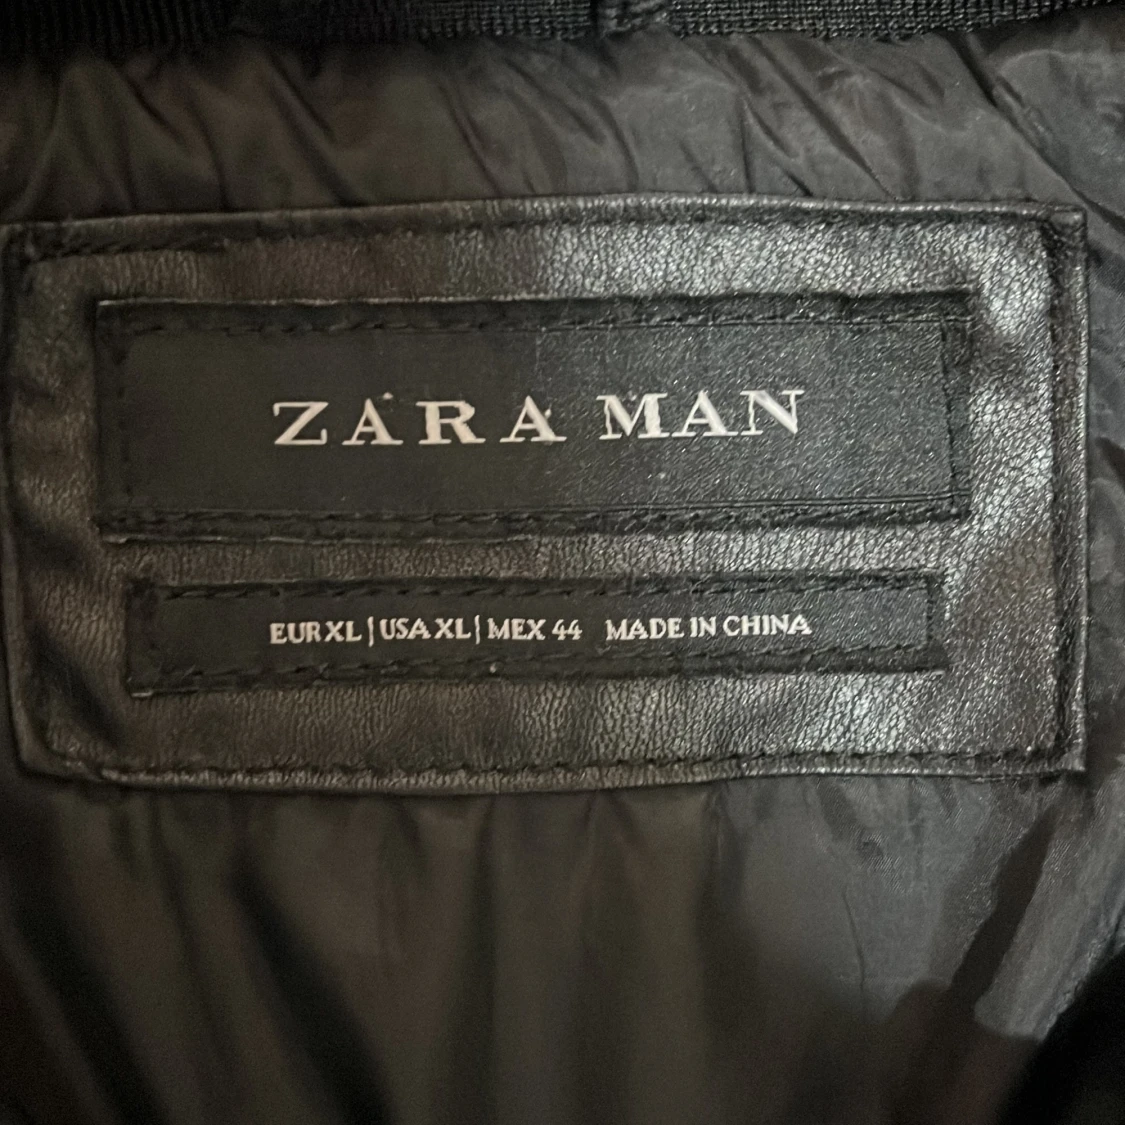 ZARA MAN
EUR XL | USA XL | MEX 44 MADE IN CHINA